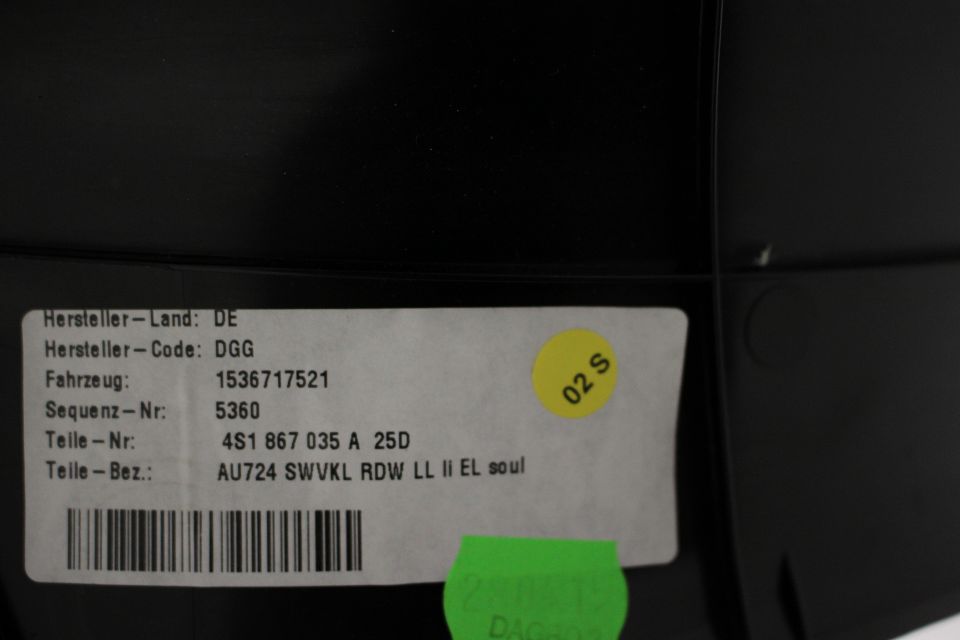 Hersteller-Land: DE
Hersteller-Code: DGG
Fahrzeug: 1536717521
Sequenz-Nr: 5360
Teile-Nr: 4S1 867 035 A 25D
Teile-Bez.: AU724 SWVKL RDW LL li EL soul
02 S